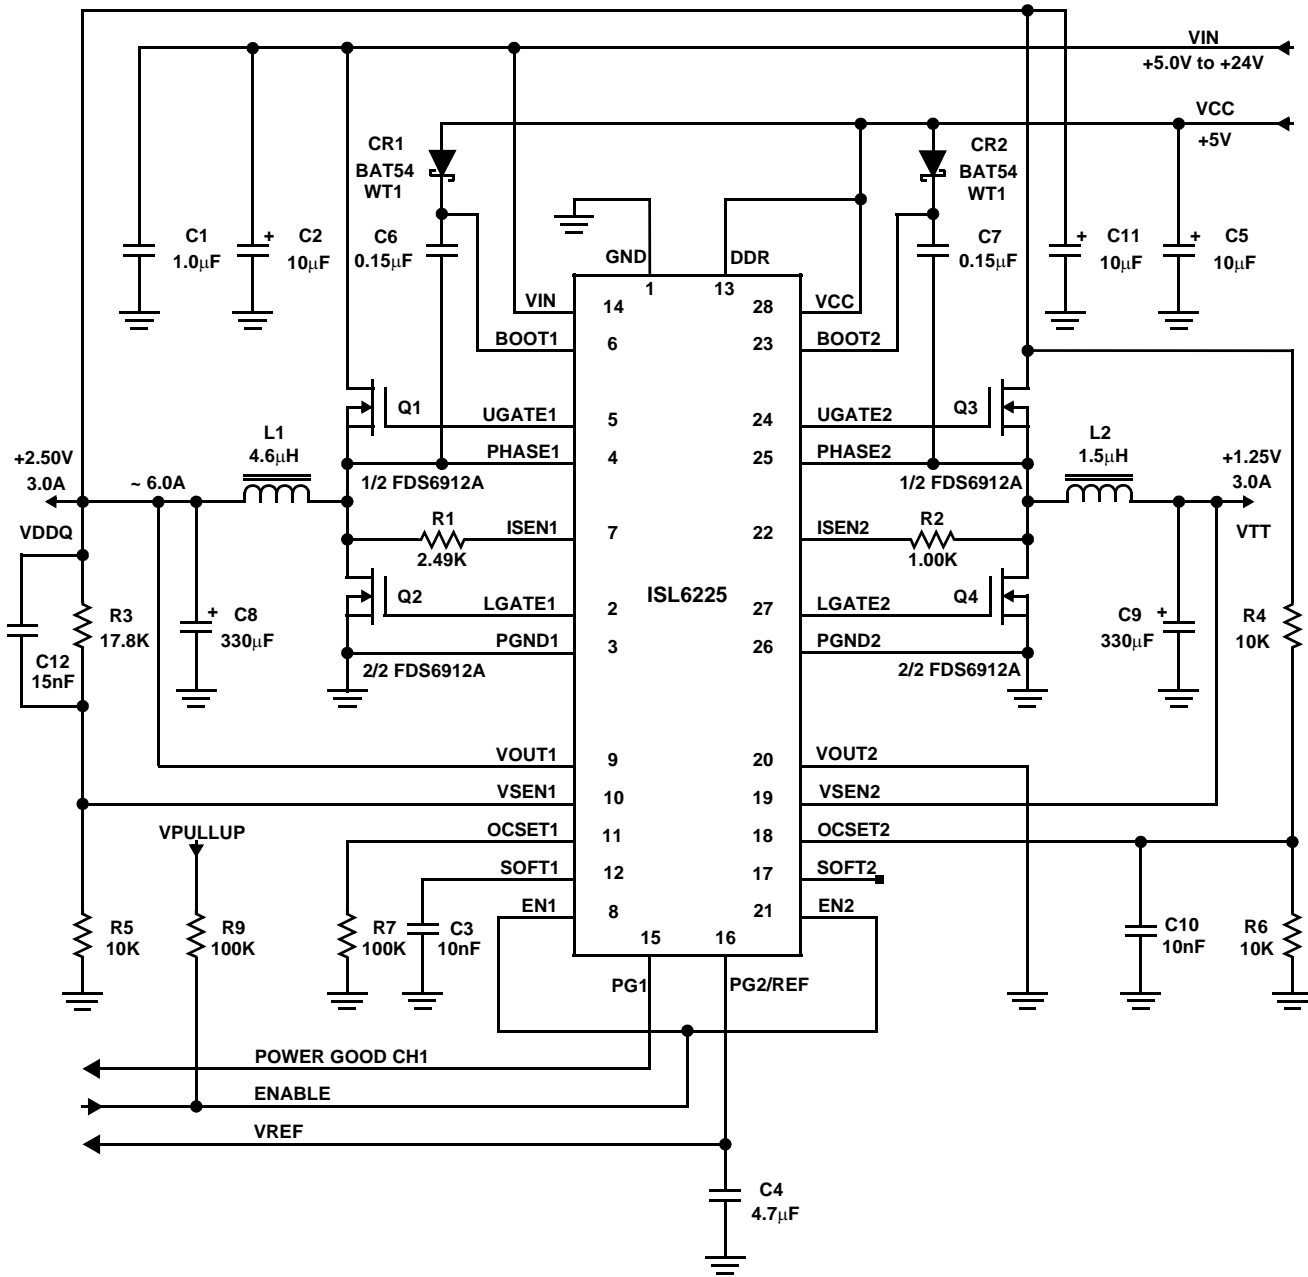 VIN
+5.0V to +24V
VCC
+5V
CR1
BAT54
WT1
CR2
BAT54
WT1
C1
1.0μF
C2
10μF
C6
0.15μF
C7
0.15μF
C11
10μF
C5
10μF
GND
1
DDR
13
VIN
14
28
VCC
BOOT1
6
23
BOOT2
Q1
UGATE1
5
24
UGATE2
Q3
PHASE1
4
25
PHASE2
1/2 FDS6912A
1/2 FDS6912A
L1
4.6μH
L2
1.5μH
+2.50V
3.0A
~ 6.0A
VDDQ
+1.25V
3.0A
VTT
R1
2.49K
ISEN1
7
22
ISEN2
R2
1.00K
ISL6225
Q2
LGATE1
2
27
LGATE2
Q4
PGND1
3
26
PGND2
2/2 FDS6912A
2/2 FDS6912A
R3
17.8K
C12
15nF
C8
330μF
C9
330μF
R4
10K
VOUT1
9
20
VOUT2
VSEN1
10
19
VSEN2
OCSET1
11
18
OCSET2
SOFT1
12
17
SOFT2
EN1
8
21
EN2
15
16
PG1
PG2/REF
VPULLUP
R5
10K
R9
100K
R7
100K
C3
10nF
C10
10nF
R6
10K
POWER GOOD CH1
ENABLE
VREF
C4
4.7μF